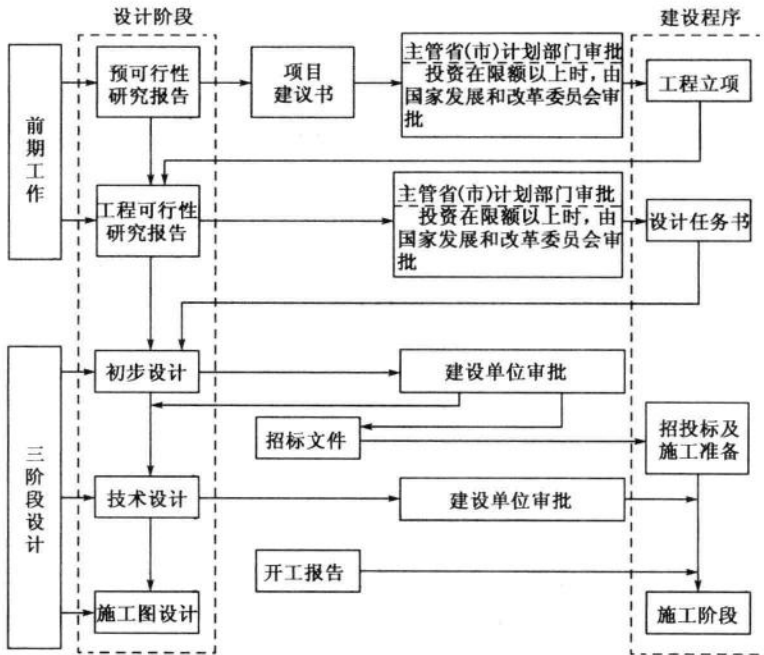 设计阶段
建设程序
前期工作
预可行性
研究报告
项目
建议书
主管省(市)计划部门审批
投资在限额以上时,由
国家发展和改革委员会审
批
工程立项
工程可行性
研究报告
主管省(市)计划部门审批
投资在限额以上时,由
国家发展和改革委员会审
批
设计任务书
三阶段设计
初步设计
建设单位审批
招标文件
招投标及
施工准备
技术设计
建设单位审批
开工报告
施工图设计
施工阶段